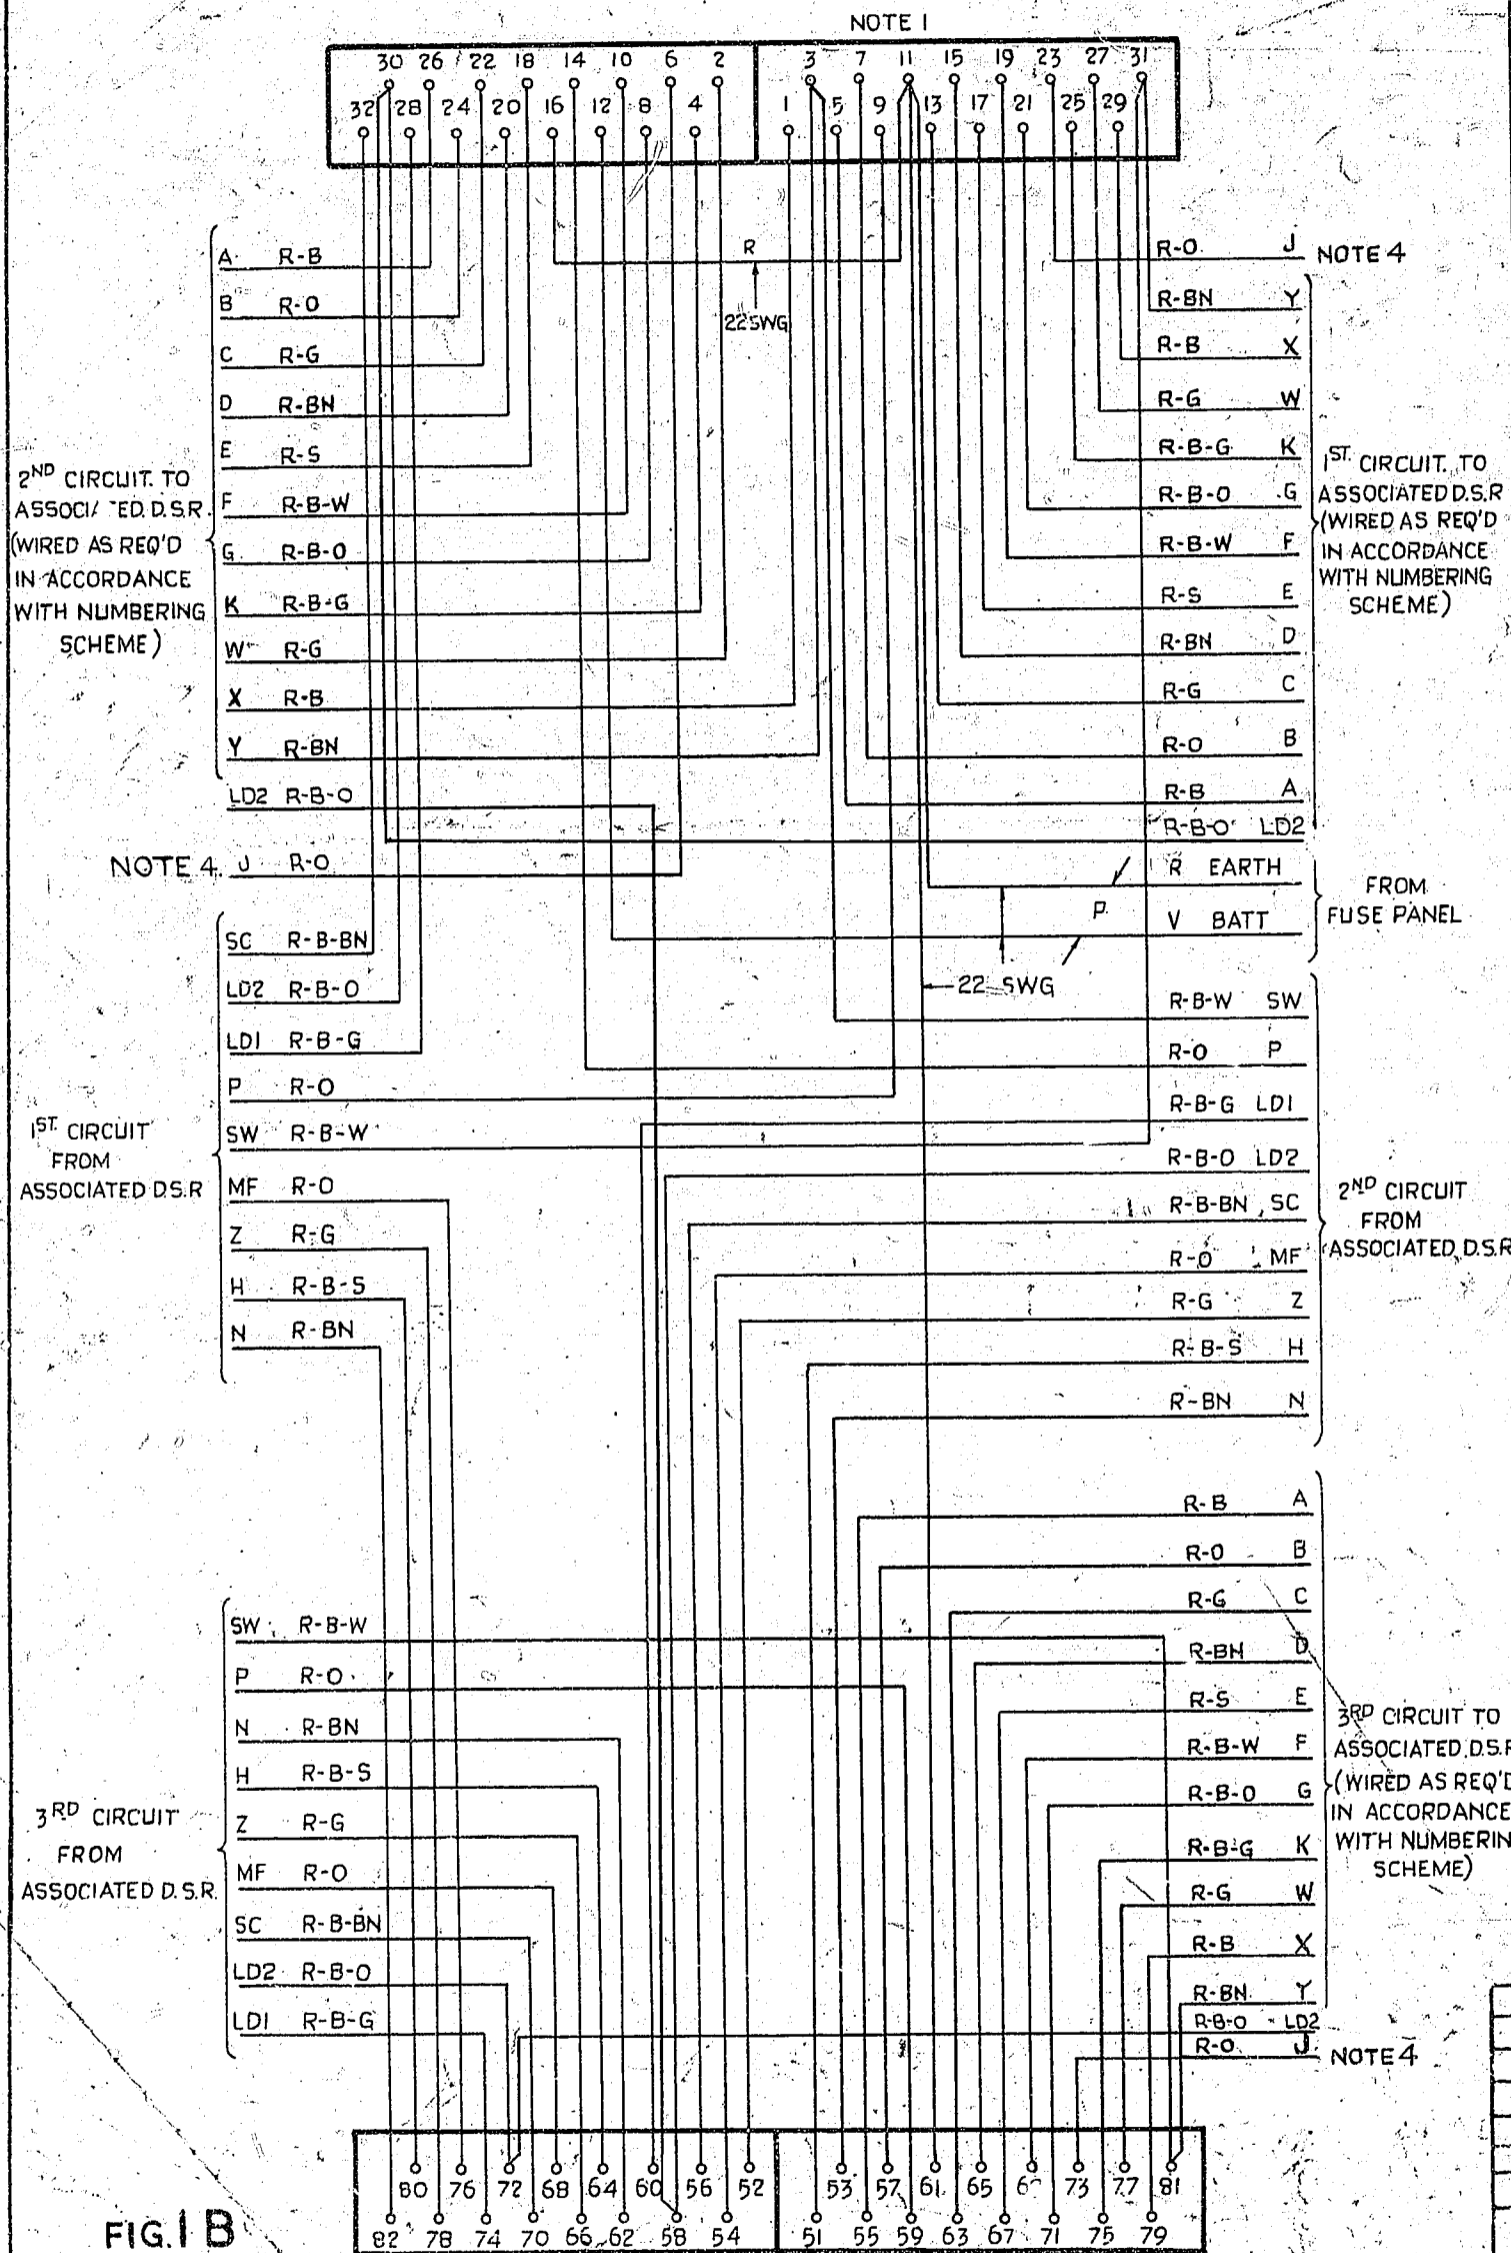 NOTE 1
30 26 22 18 14 10 6 2 3 7 11 15 19 23 27 31
32 28 24 20 16 12 8 4 1 5 9 13 17 21 25 29
A R-B
B R-O
C R-G
D R-BN
E R-S
F R-B-W
G R-B-O
K R-B-G
W R-G
X R-B
Y R-BN
LD2 R-B-O
NOTE 4 J R-O
2ND CIRCUIT TO
D.S.R.
(WIRED AS REQ'D
IN ACCORDANCE
WITH NUMBERING
SCHEME)
R
22SWG
R-O J NOTE 4
R-BN Y
R-B X
R-G W
R-B-G K
R-B-O G
R-B-W F
R-S E
R-BN D
R-G C
R-O B
R-B A
R-B-O LD2
1ST CIRCUIT TO
ASSOCIATED D.S.R
(WIRED AS REQ'D
IN ACCORDANCE
WITH NUMBERING
SCHEME)
R EARTH
P V BATT
FROM
FUSE PANEL
22 SWG
SC R-B-BN
LD2 R-B-O
LD1 R-B-G
P R-O
SW R-B-W
MF R-O
Z R-G
H R-B-S
N R-BN
1ST CIRCUIT
FROM
ASSOCIATED D.S.R
R-B-W SW
R-O P
R-B-G LD1
R-B-O LD2
R-B-BN SC
R-O MF
R-G Z
R-B-S H
R-BN N
2ND CIRCUIT
FROM
ASSOCIATED D.S.R
R-B A
R-O B
R-G C
R-BN D
R-S E
R-B-W F
R-B-O G
R-B-G K
R-G W
R-B X
R-BN Y
R-B-O LD2
R-O J NOTE 4
3RD CIRCUIT TO
ASSOCIATED D.S.R
(WIRED AS REQ'D
IN ACCORDANCE
WITH NUMBERIN
SCHEME)
SW R-B-W
P R-O
N R-BN
H R-B-S
Z R-G
MF R-O
SC R-B-BN
LD2 R-B-O
LD1 R-B-G
3RD CIRCUIT
FROM
ASSOCIATED D.S.R.
80 76 72 68 64 60 56 52 53 57 61 65 73 77 81
82 78 74 70 66 62 58 54 51 55 59 63 67 71 75 79
FIG. 1 B